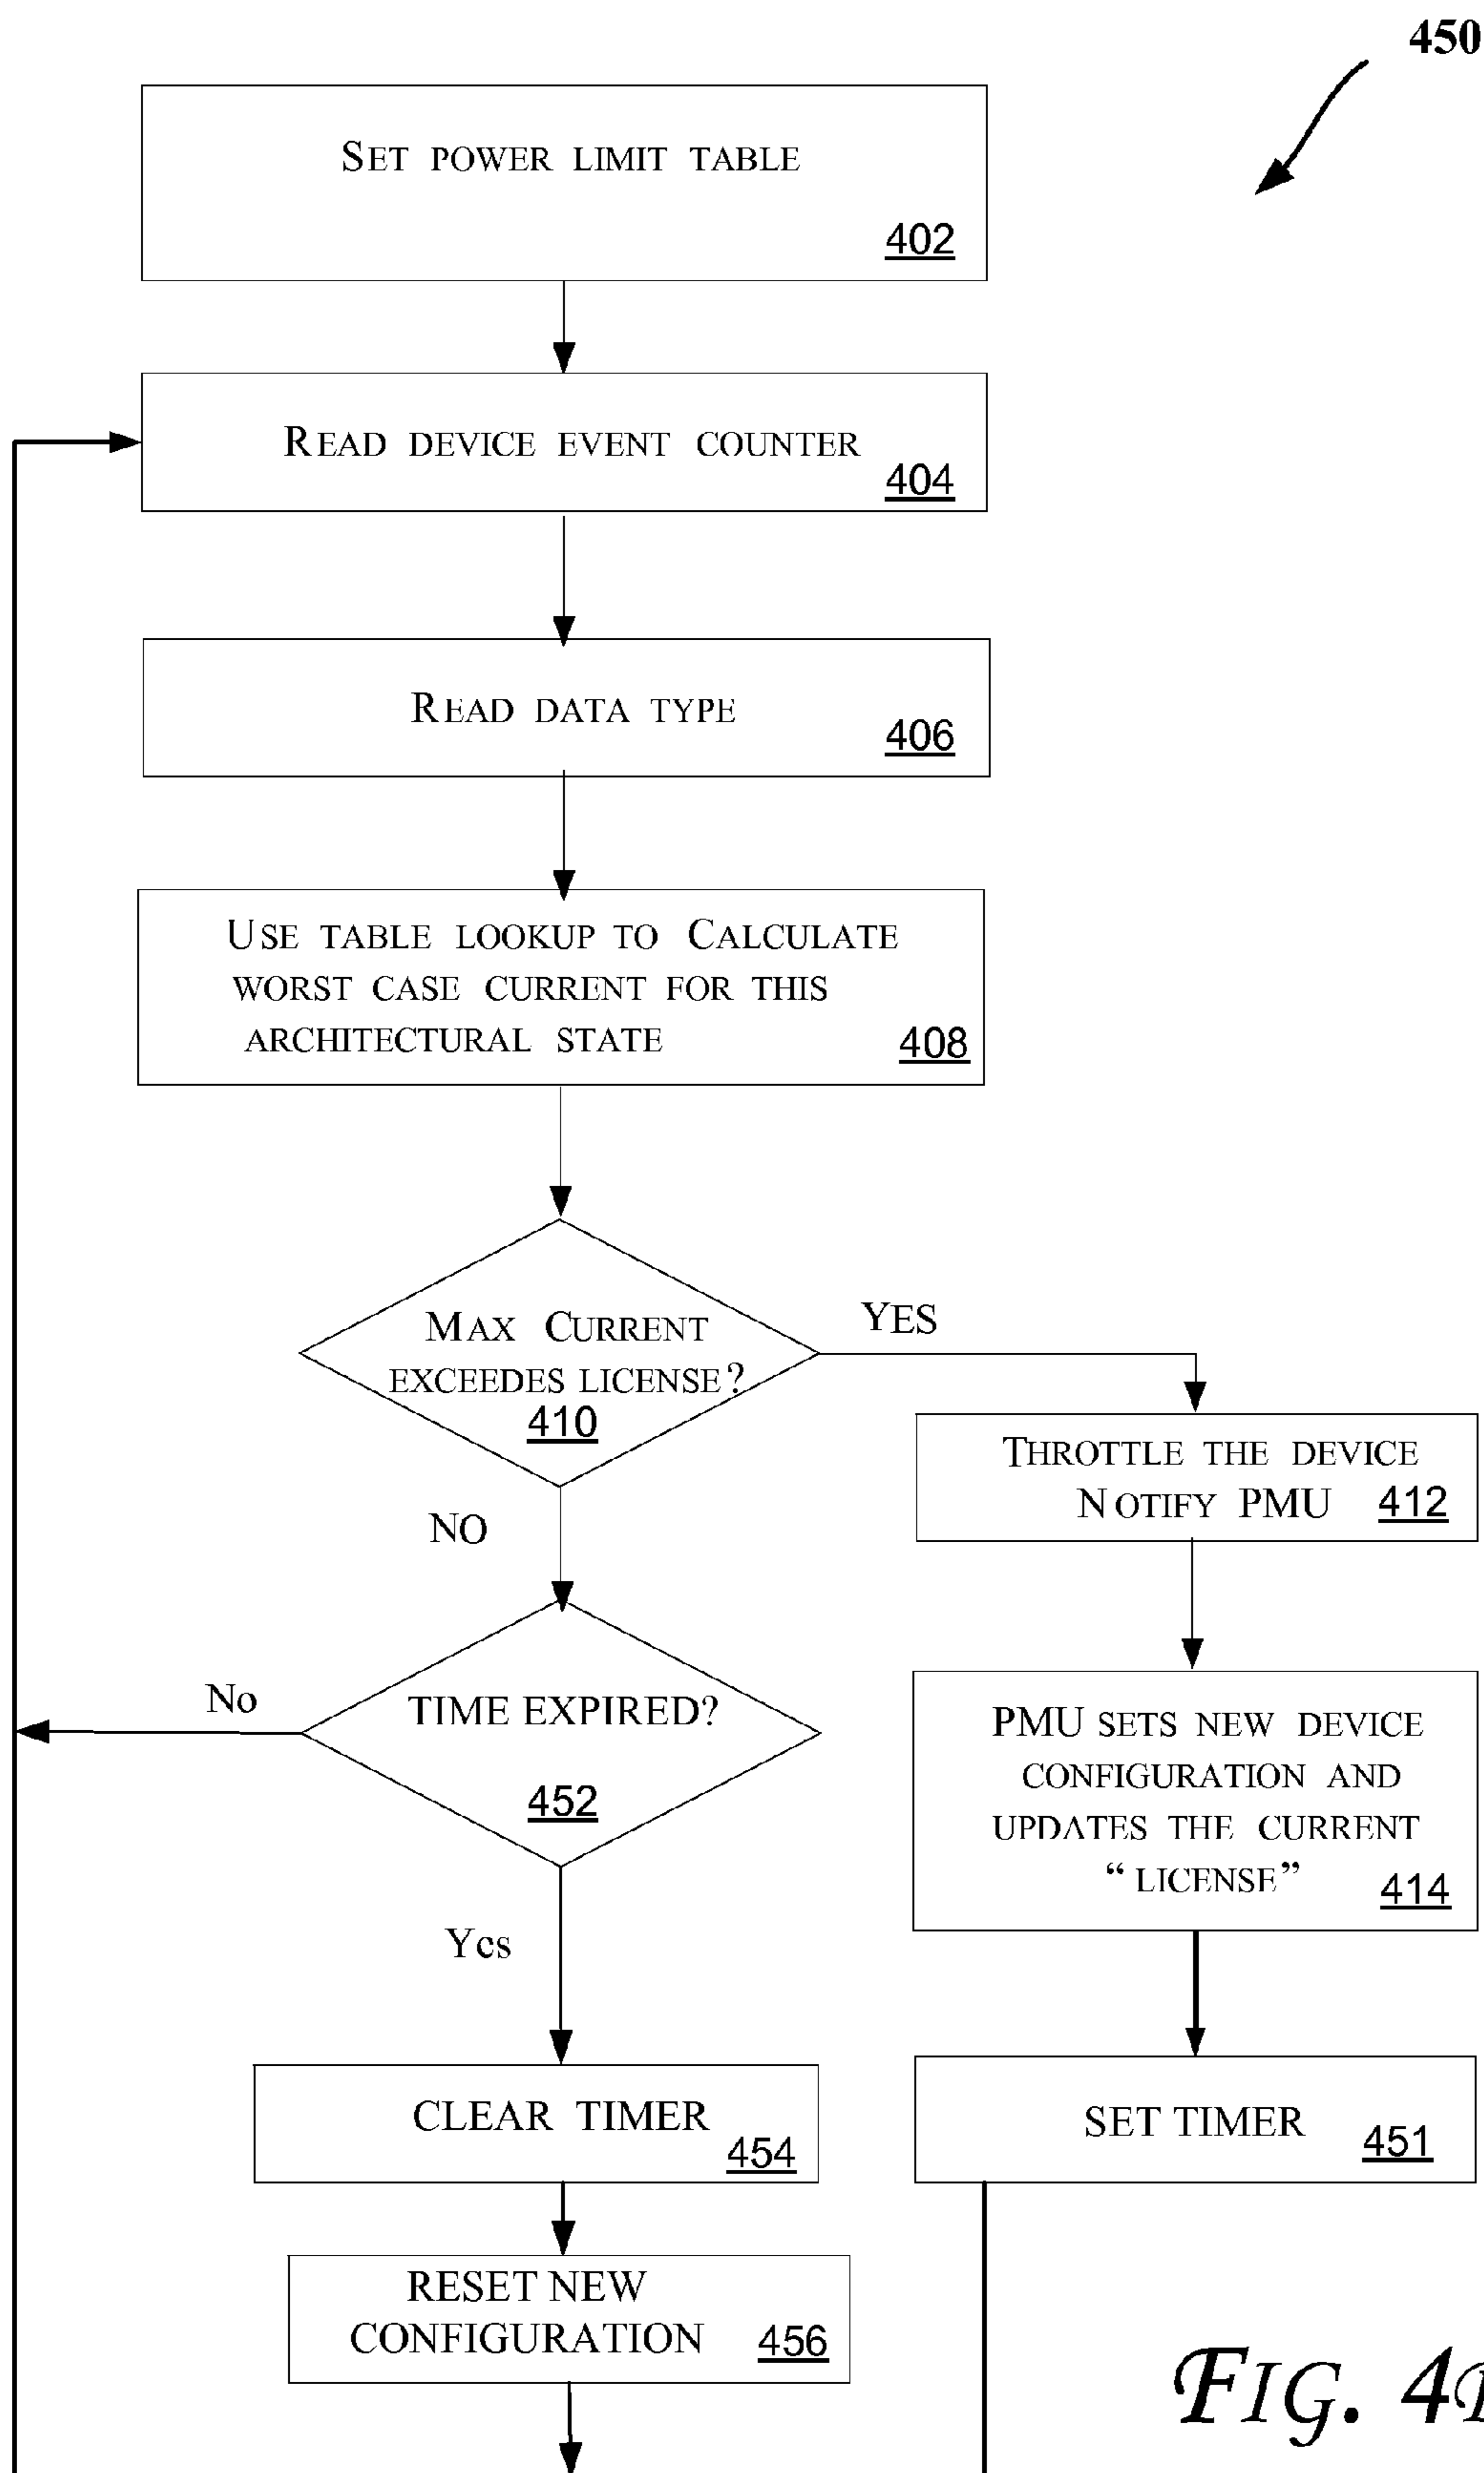 450
SET POWER LIMIT TABLE
402
READ DEVICE EVENT COUNTER
404
READ DATA TYPE
406
USE TABLE LOOKUP TO CALCULATE
WORST CASE CURRENT FOR THIS
ARCHITECTURAL STATE
408
MAX CURRENT
EXCEEDES LICENSE?
410
YES
NO
THROTTLE THE DEVICE
NOTIFY PMU 412
TIME EXPIRED?
452
No
Yes
PMU SETS NEW DEVICE
CONFIGURATION AND
UPDATES THE CURRENT
“LICENSE”
414
CLEAR TIMER
454
SET TIMER
451
RESET NEW
CONFIGURATION 456
FIG.